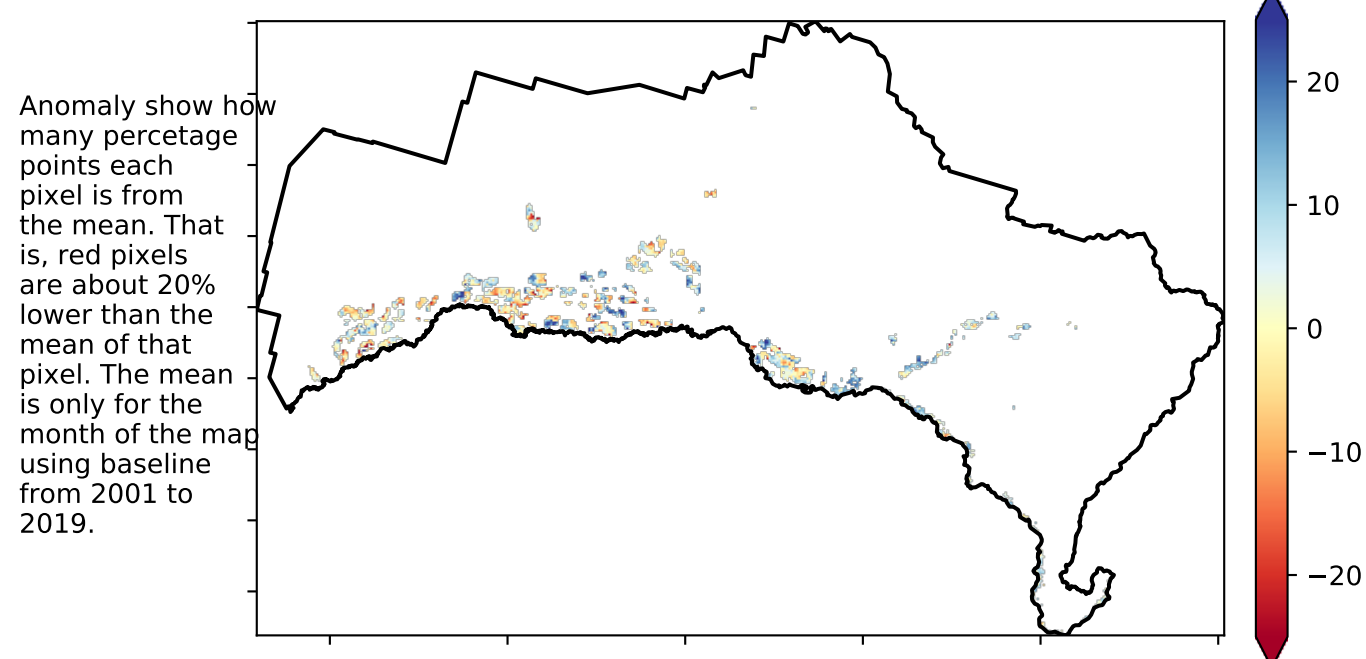 Anomaly show how
many percetage
points each
pixel is from
the mean. That
is, red pixels
are about 20%
lower than the
mean of that
pixel. The mean
is only for the
month of the map
using baseline
from 2001 to
2019.
20
10
0
−10
−20